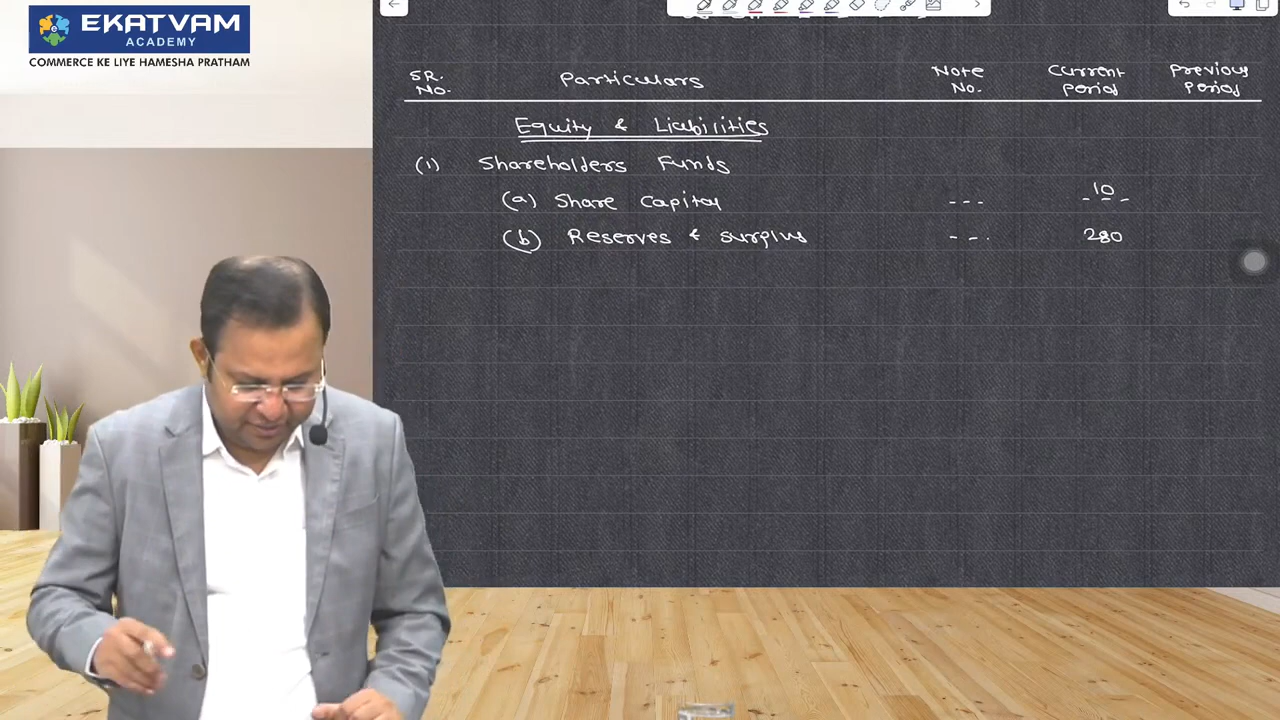 EKATVAM
ACADEMY
COMMERCE KE LIYE HAMESHA PRATHAM
SR. No. Particulars Note No. Current Period Previous Period
Equity & Liabilities
(1) Shareholders Funds
(a) Share Capital --- 10
(b) Reserves & Surplus --- 280